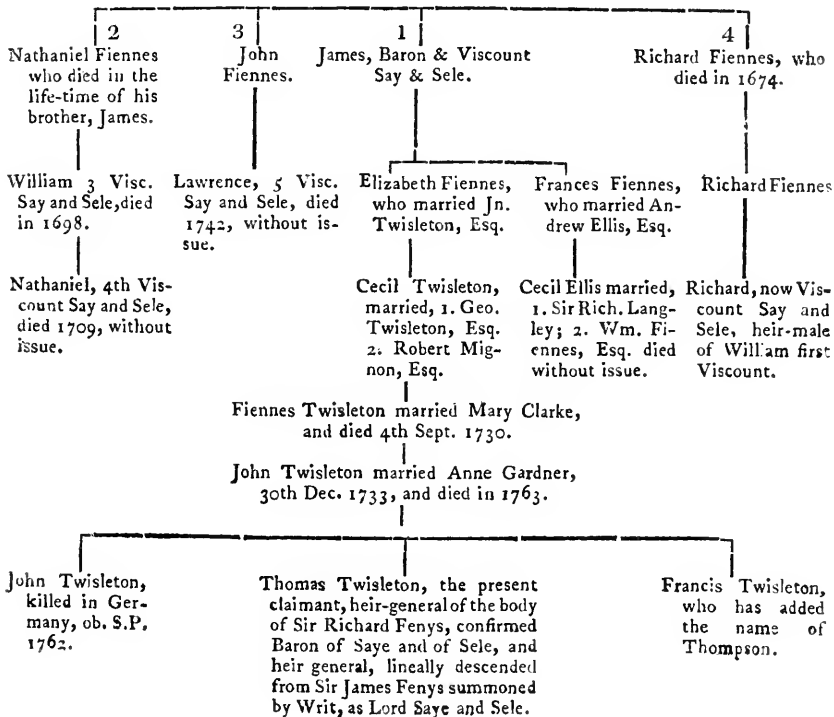 2
Nathaniel Fiennes
who died in the
life-time of his
brother, James.
3
John
Fiennes.
1
James, Baron & Viscount
Say & Sele.
4
Richard Fiennes, who
died in 1674.
William 3 Visc.
Say and Sele, died
in 1698.
Lawrence, 5 Visc.
Say and Sele, died
1742, without is-
sue.
Elizabeth Fiennes,
who married Jn.
Twisleton, Esq.
Frances Fiennes,
who married An-
drew Ellis, Esq.
Richard Fiennes
Nathaniel, 4th Vis-
count Say and Sele,
died 1709, without
issue.
Cecil Twisleton,
married, 1. Geo.
Twisleton, Esq.
2. Robert Mig-
non, Esq.
Cecil Ellis married,
1. Sir Rich. Lang-
ley; 2. Wm. Fi-
ennes, Esq. died
without issue.
Richard, now Vis-
count Say and
Sele, heir-male
of William first
Viscount.
Fiennes Twisleton married Mary Clarke,
and died 4th Sept. 1730.
John Twisleton married Anne Gardner,
30th Dec. 1733, and died in 1763.
John Twisleton,
killed in Ger-
many, ob. S.P.
1762.
Thomas Twisleton, the present
claimant, heir-general of the body
of Sir Richard Fenys, confirmed
Baron of Saye and of Sele, and
heir general, lineally descended
from Sir James Fenys summoned
by Writ, as Lord Saye and Sele.
Francis Twisleton,
who has added
the name of
Thompson.